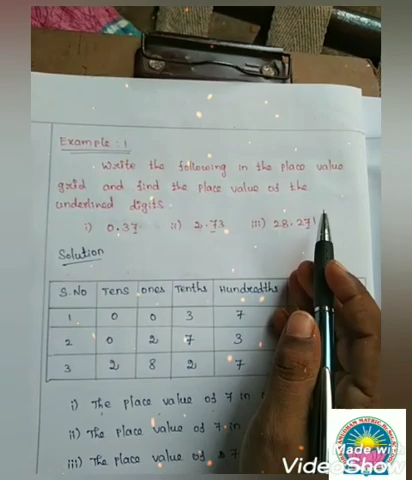 Example : 1
Write the following in the place value
grid and find the place value of the
underlined digits.
i) 0.37 ii) 2.73 iii) 28.271
Solution
S.No Tens ones Tenths Hundredths
1 0 0 3 7
2 0 2 7 3
3 2 8 2 7
i) The place value of 7 in
ii) The place value of 7 in
iii) The place value of 7
Made with
VideoShow